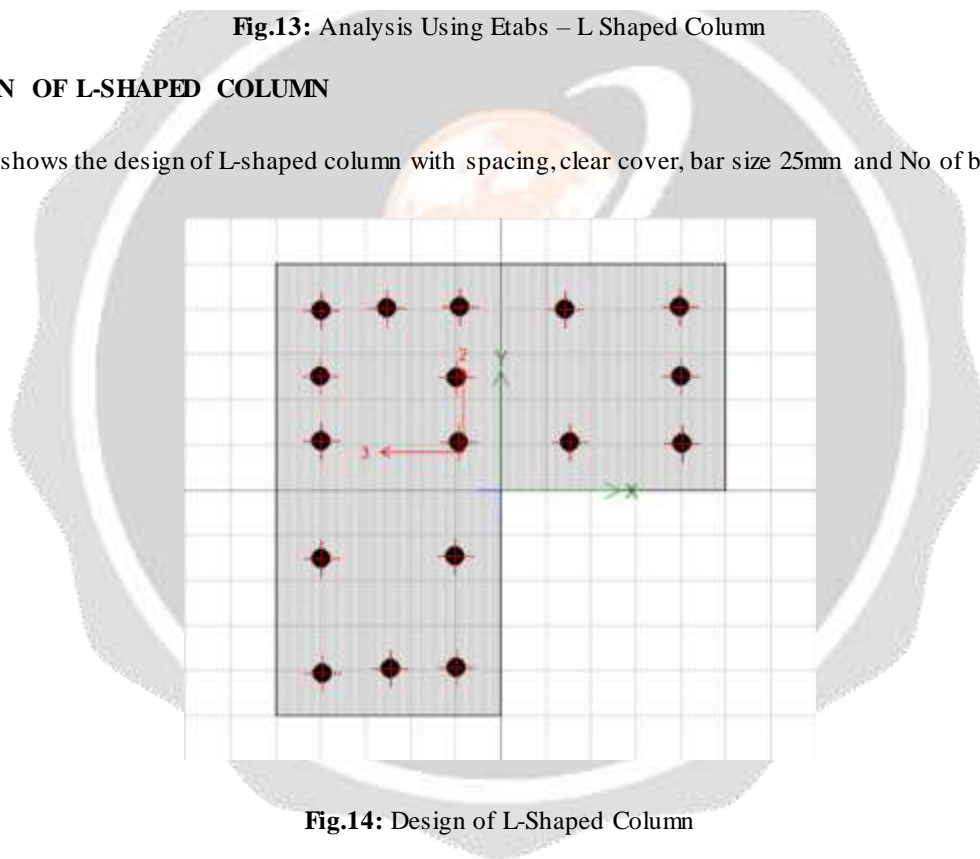 Fig.13: Analysis Using Etabs – L Shaped Column
N OF L-SHAPED COLUMN
shows the design of L-shaped column with spacing, clear cover, bar size 25mm and No of b
2
Y
3
X
Fig.14: Design of L-Shaped Column